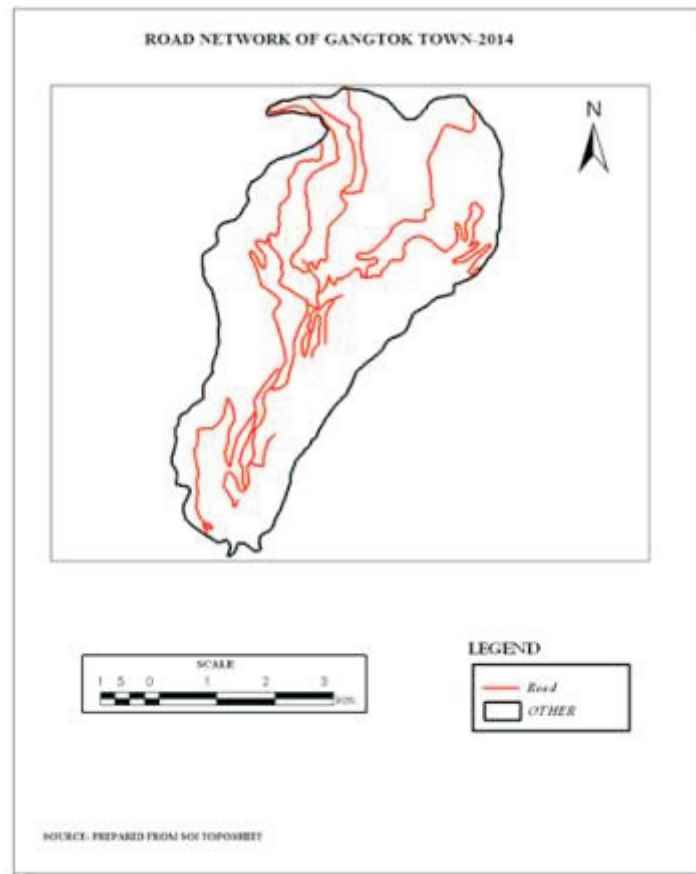 ROAD NETWORK OF GANGTOK TOWN-2014
N
SCALE
1 .5 0 1 2 3
KM.
LEGEND
Road
OTHER
SOURCE- PREPARED FROM SOI TOPOSHEET